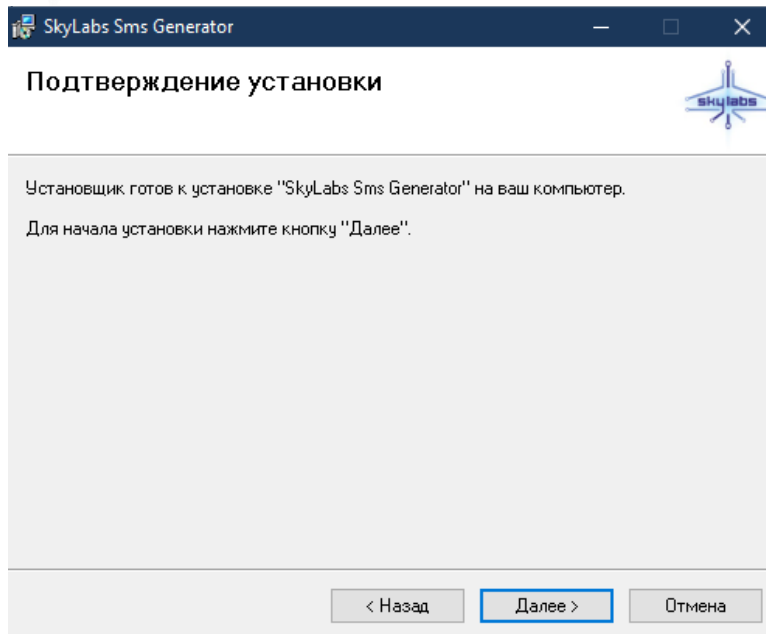 SkyLabs Sms Generator
Подтверждение установки
skylabs
Установщик готов к установке "SkyLabs Sms Generator" на ваш компьютер.
Для начала установки нажмите кнопку "Далее".
< Назад
Далее >
Отмена